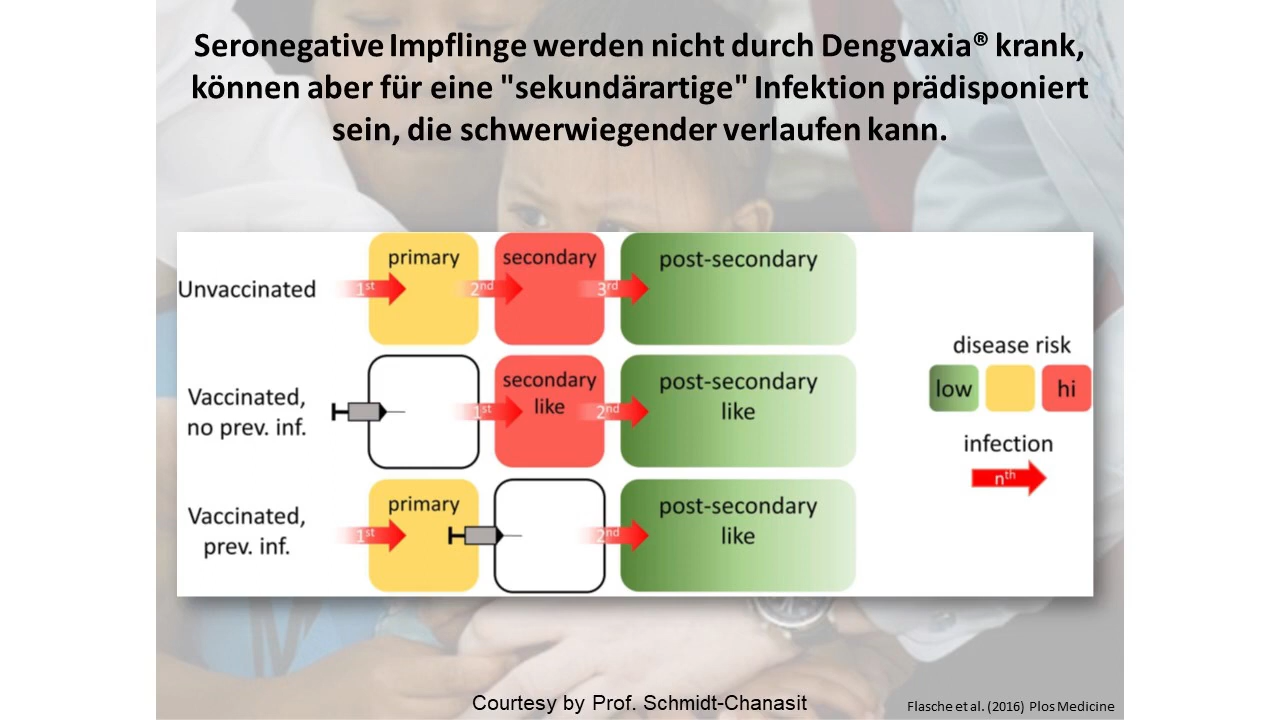 Seronegative Impflinge werden nicht durch Dengvaxia® krank,
können aber für eine "sekundärartige" Infektion prädisponiert
sein, die schwerwiegender verlaufen kann.
primary
secondary
post-secondary
Unvaccinated
1st
2nd
3rd
Vaccinated,
no prev. inf.
secondary
like
post-secondary
like
1st
2nd
Vaccinated,
prev. inf.
primary
post-secondary
like
1st
2nd
disease risk
low
hi
infection
nth
Courtesy by Prof. Schmidt-Chanasit
Flasche et al. (2016) Plos Medicine